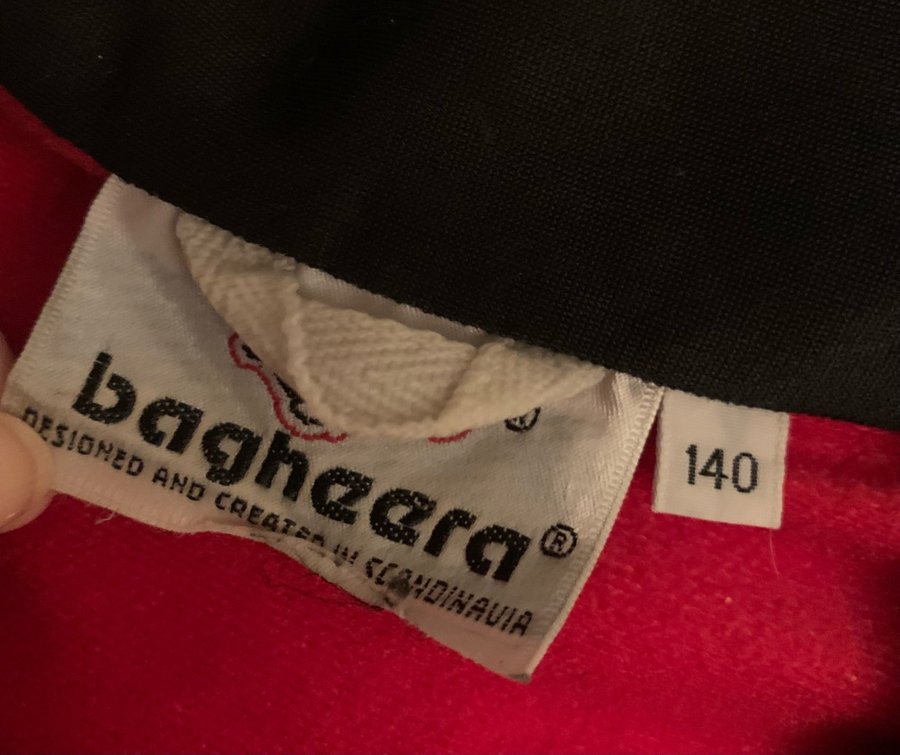 ®
bagheera®
DESIGNED AND CREATED IN SCANDINAVIA
140